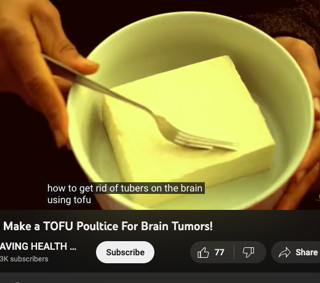 how to get rid of tubers on the brain
using tofu
Make a TOFU Poultice For Brain Tumors!
AVING HEALTH ...
3K subscribers
Subscribe
77
Share